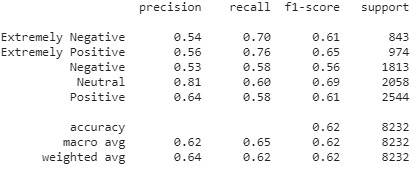 precision recall f1-score support
Extremely Negative 0.54 0.70 0.61 843
Extremely Positive 0.56 0.76 0.65 974
Negative 0.53 0.58 0.56 1813
Neutral 0.81 0.60 0.69 2058
Positive 0.64 0.58 0.61 2544
accuracy 0.62 8232
macro avg 0.62 0.65 0.62 8232
weighted avg 0.64 0.62 0.62 8232